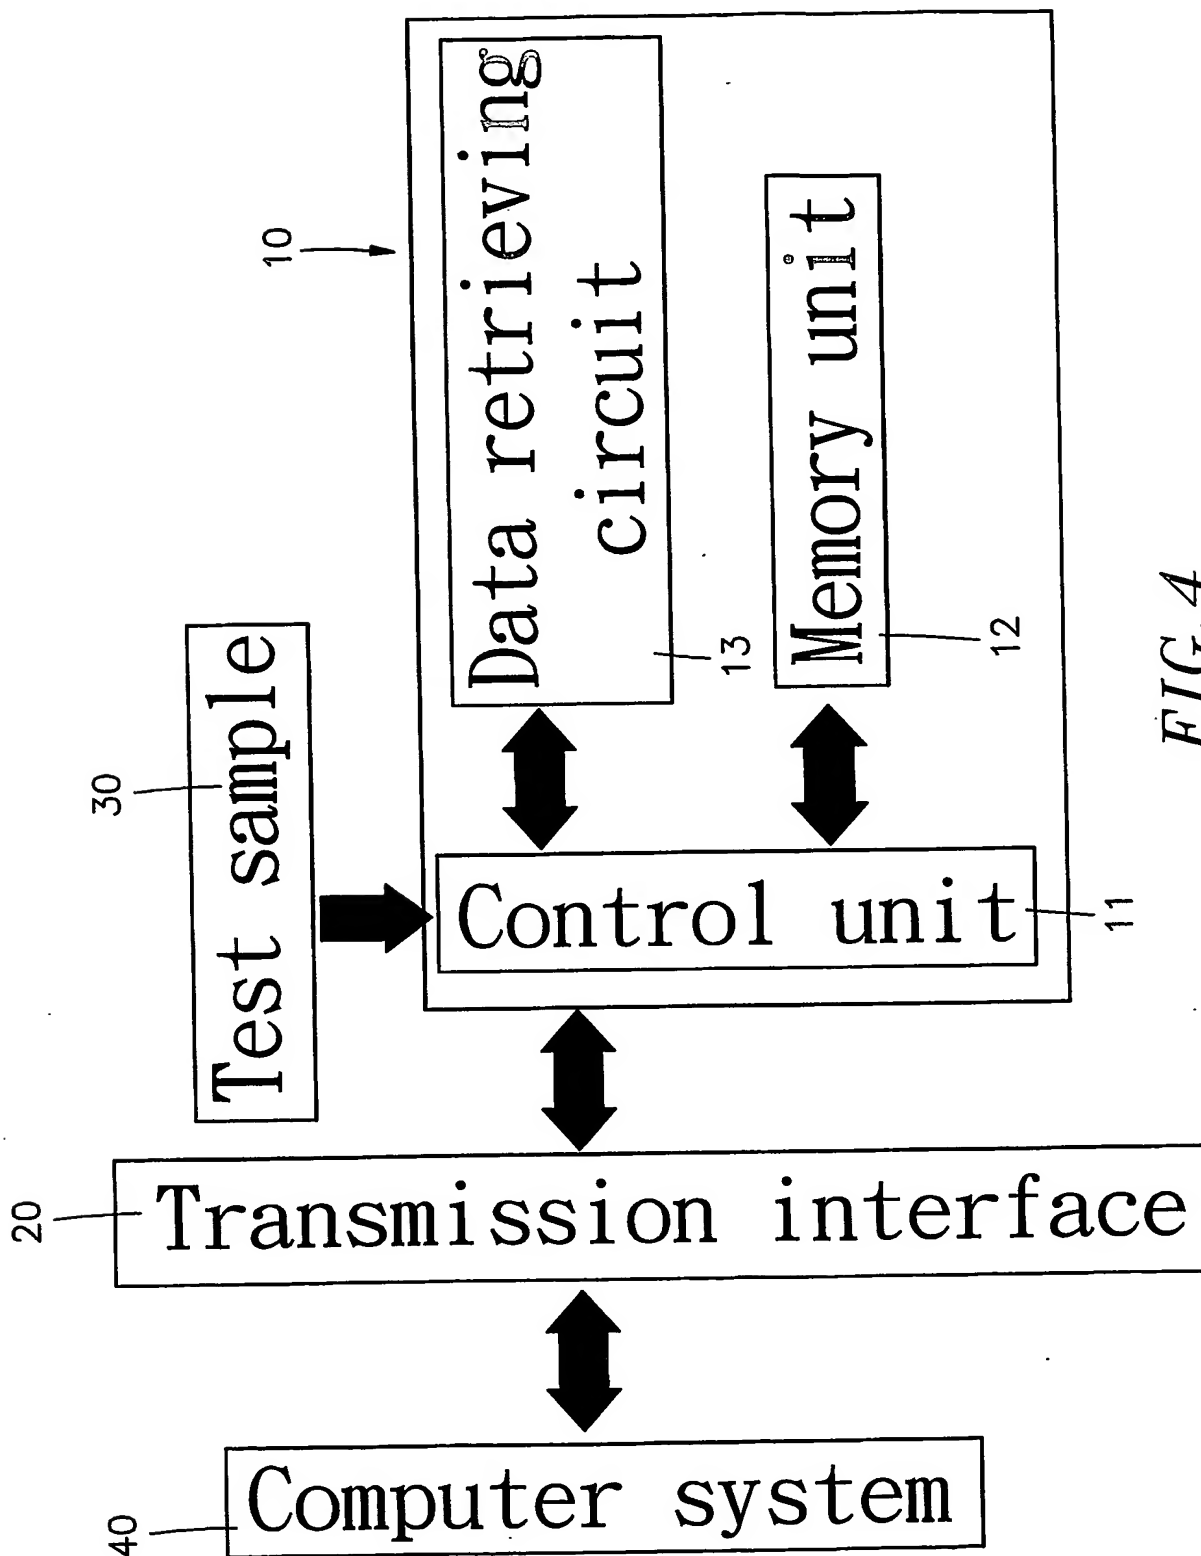 40
Computer system
20
Transmission interface
30
Test sample
10
Control unit
11
Data retrieving
circuit
13
Memory unit
12
FIG.4